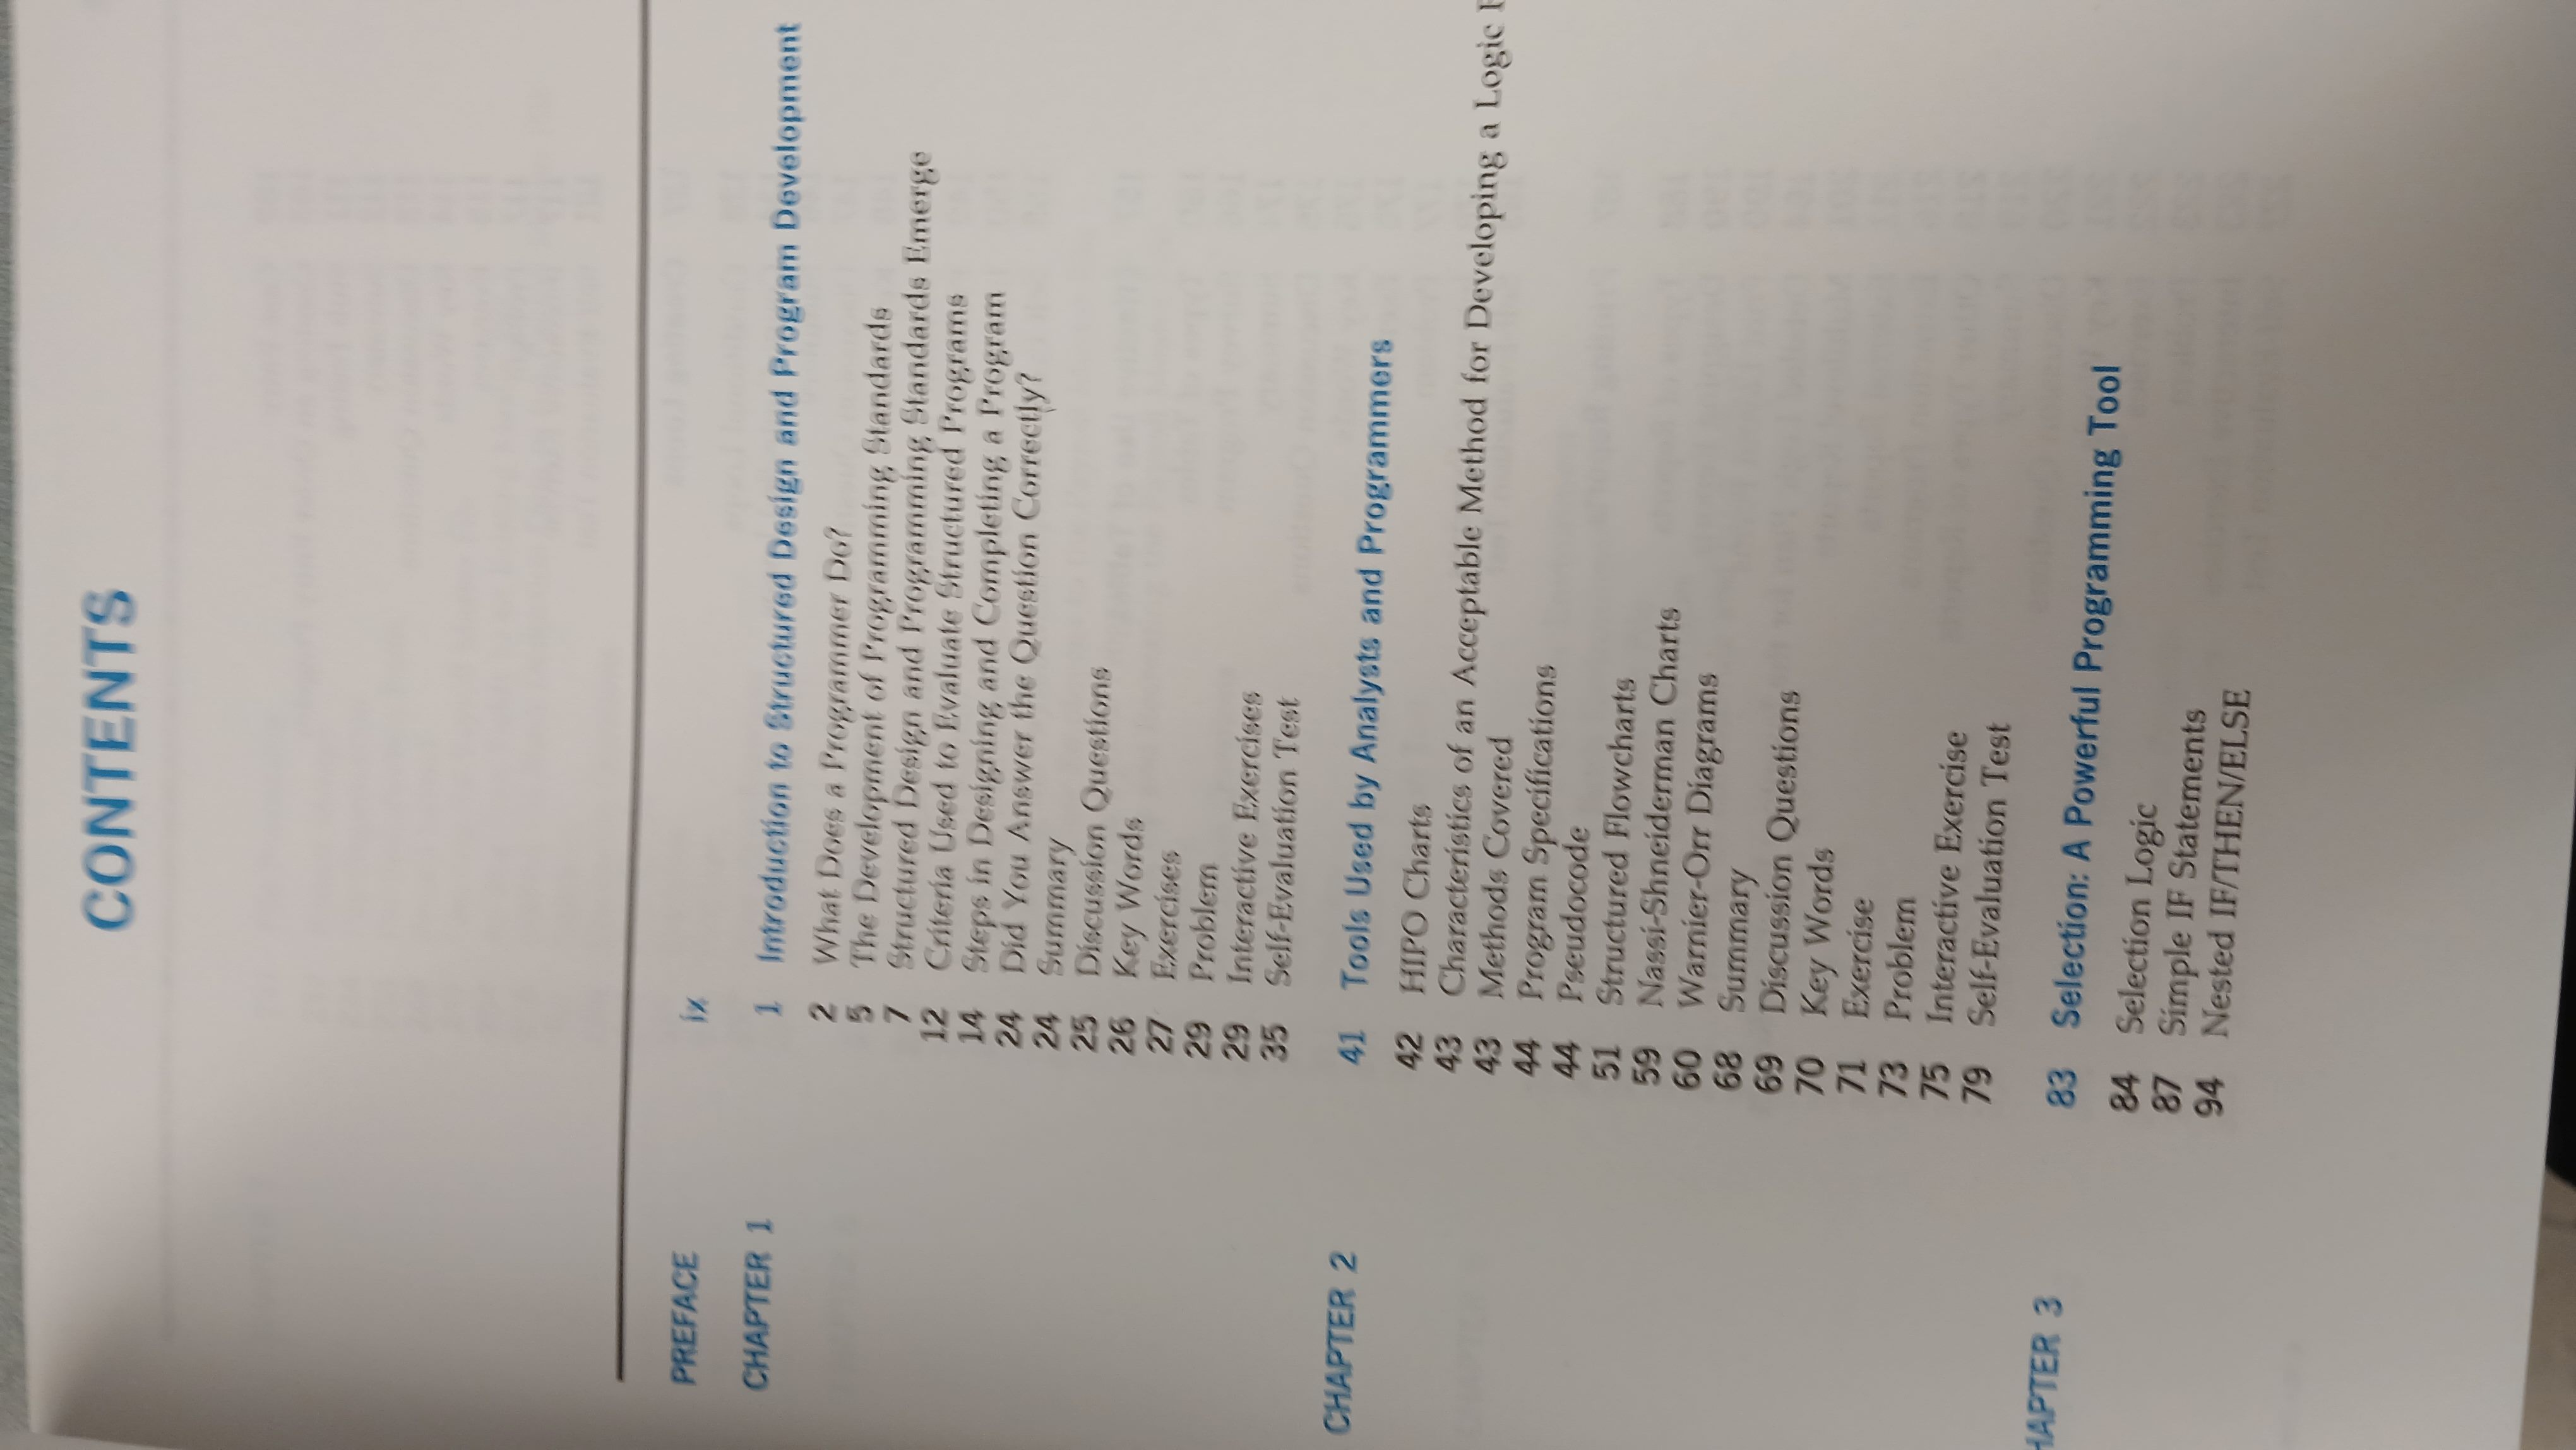 CONTENTS
PREFACE ix
CHAPTER 1 1 Introduction to Structured Design and Program Development
2 What Does a Programmer Do?
5 The Development of Programming Standards
7 Structured Design and Programming Standards Emerge
12 Criteria Used to Evaluate Structured Programs
14 Steps in Designing and Completing a Program
24 Did You Answer the Question Correctly?
24 Summary
25 Discussion Questions
26 Key Words
27 Exercises
29 Problem
29 Interactive Exercises
35 Self-Evaluation Test
CHAPTER 2 41 Tools Used by Analysts and Programmers
42 HIPO Charts
43 Characteristics of an Acceptable Method for Developing a Logic
43 Methods Covered
44 Program Specifications
44 Pseudocode
51 Structured Flowcharts
59 Nassi-Shneiderman Charts
60 Warnier-Orr Diagrams
68 Summary
69 Discussion Questions
70 Key Words
71 Exercise
73 Problem
75 Interactive Exercise
79 Self-Evaluation Test
HAPTER 3 83 Selection: A Powerful Programming Tool
84 Selection Logic
87 Simple IF Statements
94 Nested IF/THEN/ELSE